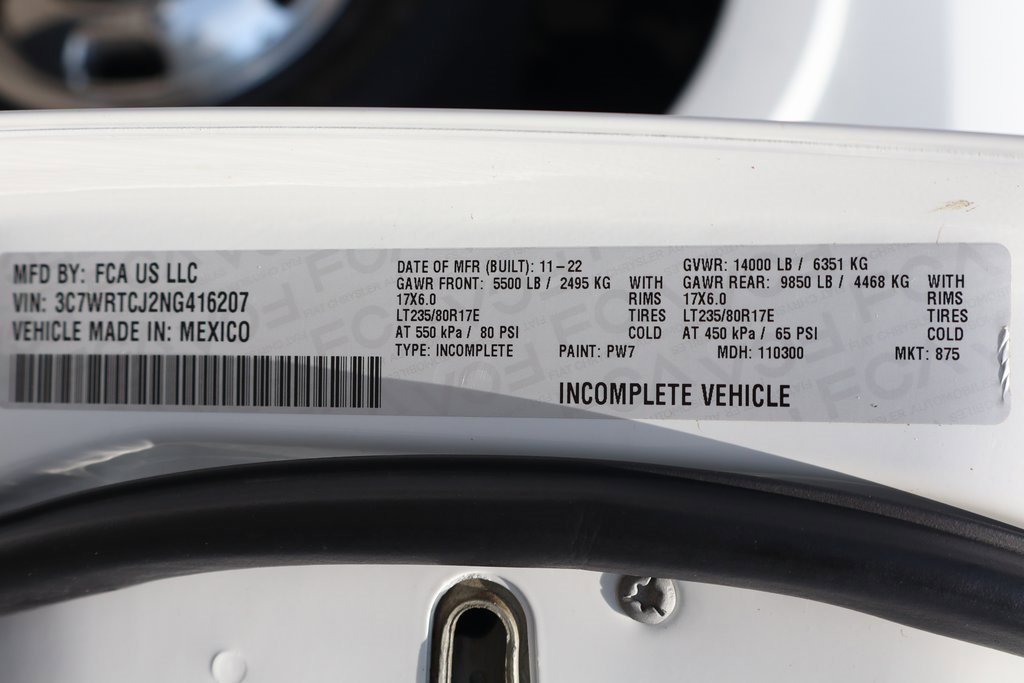 MFD BY: FCA US LLC
VIN: 3C7WRTCJ2NG416207
VEHICLE MADE IN: MEXICO
DATE OF MFR (BUILT): 11-22
GAWR FRONT: 5500 LB / 2495 KG WITH
17X6.0 RIMS
LT235/80R17E TIRES
AT 550 kPa / 80 PSI COLD
GVWR: 14000 LB / 6351 KG
GAWR REAR: 9850 LB / 4468 KG WITH
17X6.0 RIMS
LT235/80R17E TIRES
AT 450 kPa / 65 PSI COLD
TYPE: INCOMPLETE PAINT: PW7 MDH: 110300 MKT: 875
INCOMPLETE VEHICLE